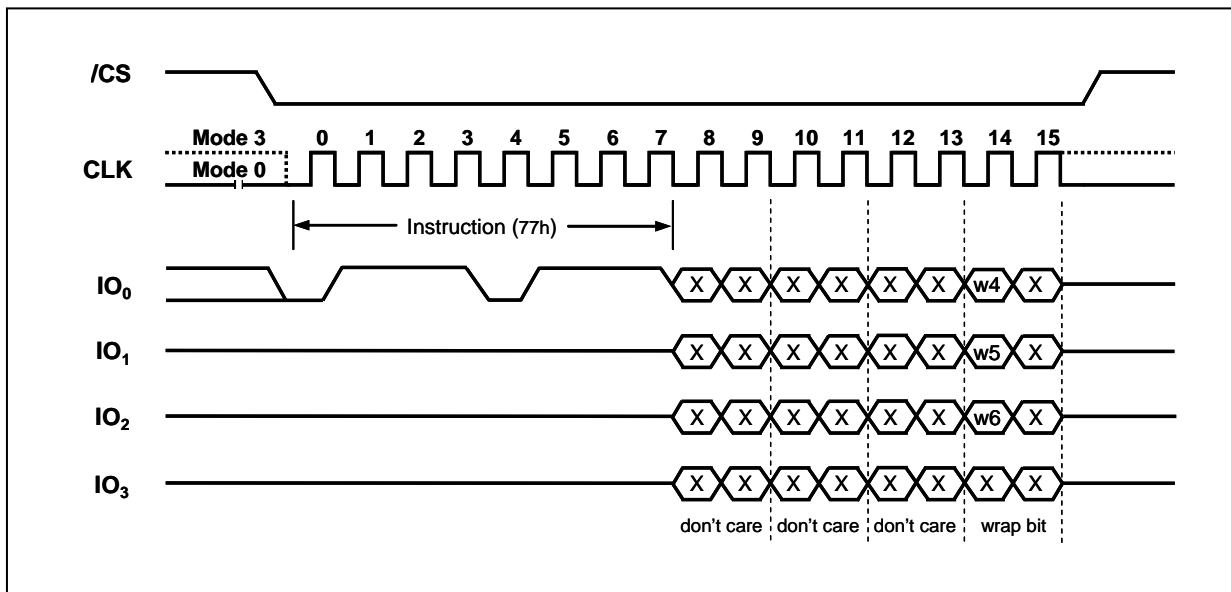 /CS
Mode 3 0 1 2 3 4 5 6 7 8 9 10 11 12 13 14 15
CLK Mode 0
Instruction (77h)
IO0 X X X X X X w4 X
IO1 X X X X X X w5 X
IO2 X X X X X X w6 X
IO3 X X X X X X X X
don't care don't care don't care wrap bit